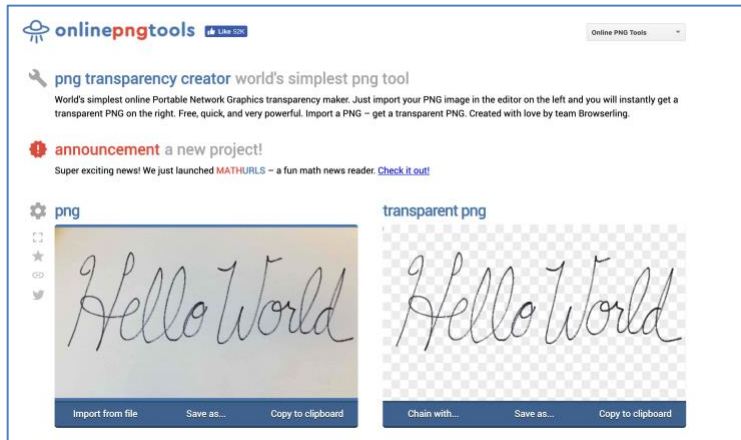 onlinepngtools Like 52K Online PNG Tools
png transparency creator world's simplest png tool
World's simplest online Portable Network Graphics transparency maker. Just import your PNG image in the editor on the left and you will instantly get a
transparent PNG on the right. Free, quick, and very powerful. Import a PNG – get a transparent PNG. Created with love by team Browserling.
announcement a new project!
Super exciting news! We just launched MATHURLS – a fun math news reader. Check it out!
png transparent png
Hello World Hello World
Import from file Save as... Copy to clipboard Chain with... Save as... Copy to clipboard